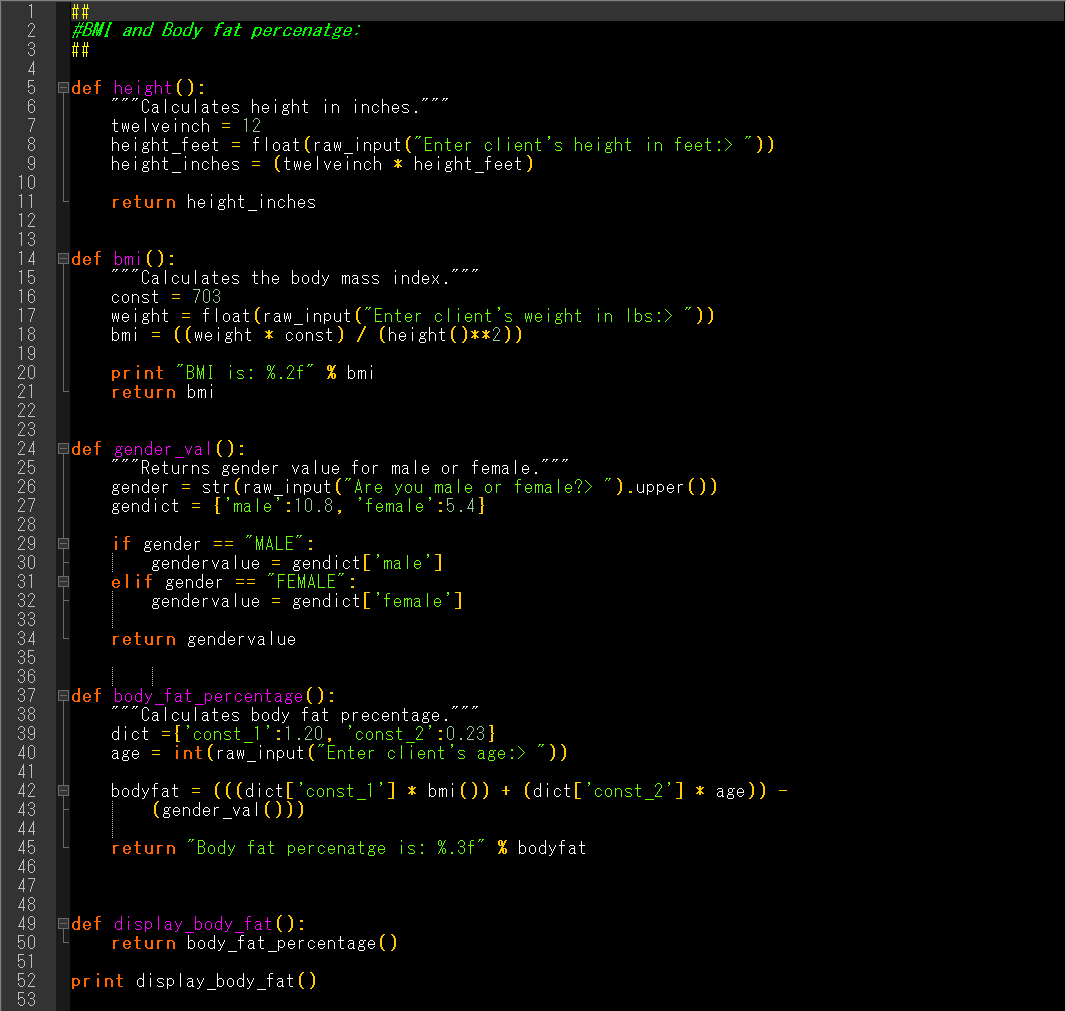 1 ##
2 #BMI and Body fat percenatge:
3 ##
4
5 def height():
6     """Calculates height in inches."""
7     twelveinch = 12
8     height_feet = float(raw_input("Enter client's height in feet:> "))
9     height_inches = (twelveinch * height_feet)
10
11     return height_inches
12
13
14 def bmi():
15     """Calculates the body mass index."""
16     const = 703
17     weight = float(raw_input("Enter client's weight in lbs:> "))
18     bmi = ((weight * const) / (height()**2))
19
20     print "BMI is: %.2f" % bmi
21     return bmi
22
23
24 def gender_val():
25     """Returns gender value for male or female."""
26     gender = str(raw_input("Are you male or female?> ").upper())
27     gendict = {'male':10.8, 'female':5.4}
28
29     if gender == "MALE":
30         gendervalue = gendict['male']
31     elif gender == "FEMALE":
32         gendervalue = gendict['female']
33
34     return gendervalue
35
36
37 def body_fat_percentage():
38     """Calculates body fat precentage."""
39     dict ={'const_1':1.20, 'const_2':0.23}
40     age = int(raw_input("Enter client's age:> "))
41
42     bodyfat = (((dict['const_1'] * bmi()) + (dict['const_2'] * age)) -
43         (gender_val()))
44
45     return "Body fat percenatge is: %.3f" % bodyfat
46
47
48
49 def display_body_fat():
50     return body_fat_percentage()
51
52 print display_body_fat()
53